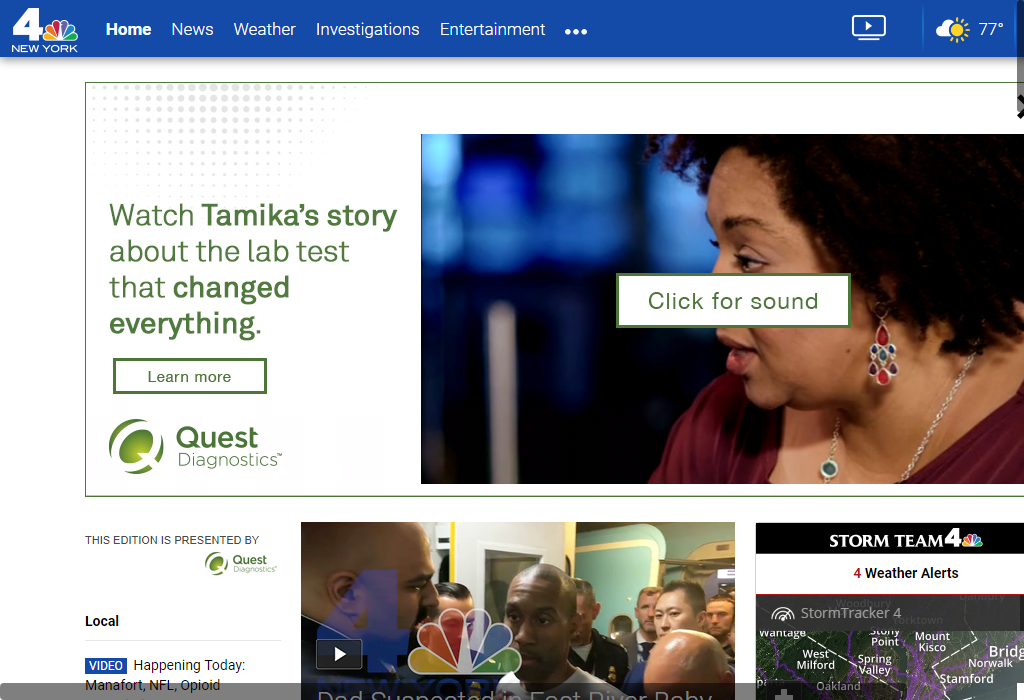 4
NEW YORK
Home News Weather Investigations Entertainment •••
77°
Watch Tamika's story
about the lab test
that changed
everything.
Learn more
Quest
Diagnostics™
Click for sound
THIS EDITION IS PRESENTED BY
Quest
Diagnostics™
Local
VIDEO Happening Today:
Manafort, NFL, Opioid
Dad Suspected in East River Baby
STORM TEAM 4
4 Weather Alerts
StormTracker 4
Woodbury
Danbury
Yorktown
Wantage
Stony
Point
Mount
Kisco
West
Milford
Spring
Valley
Norwalk
Stamford
Oakland